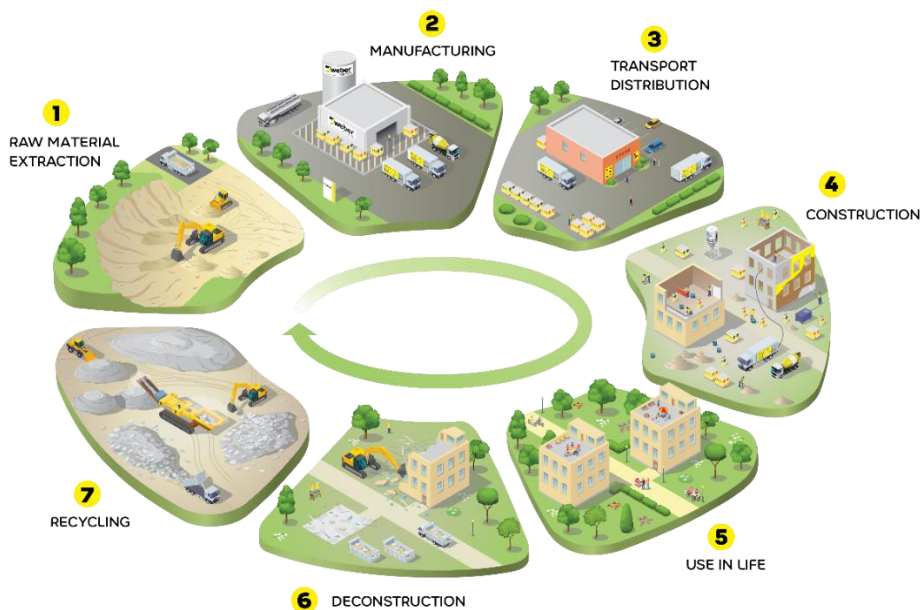 1
RAW MATERIAL
EXTRACTION
2
MANUFACTURING
weber
weber
3
TRANSPORT
DISTRIBUTION
4
CONSTRUCTION
5
USE IN LIFE
6 DECONSTRUCTION
7
RECYCLING